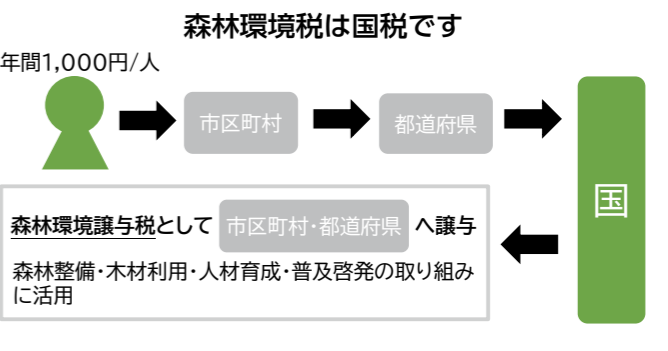 森林環境税は国税です
年間1,000円/人
市区町村
都道府県
国
森林環境譲与税として 市区町村・都道府県 へ譲与
森林整備・木材利用・人材育成・普及啓発の取り組み
に活用